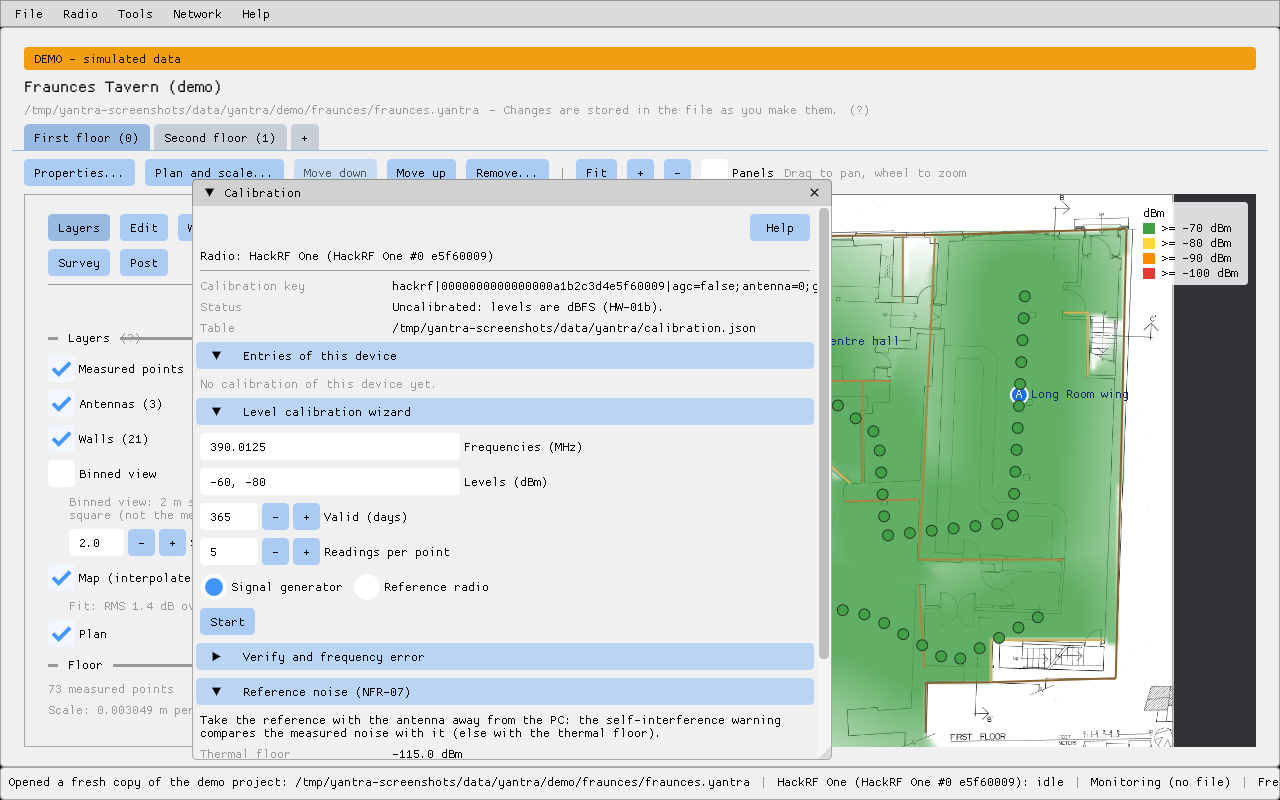 File Radio Tools Network Help
DEMO - simulated data
Fraunces Tavern (demo)
/tmp/yantra-screenshots/data/yantra/demo/fraunces/fraunces.yantra - Changes are stored in the file as you make them. (?)
First floor (0) Second floor (1) +
Properties... Plan and scale... Move down Move up Remove... | Fit + - Panels Drag to pan, wheel to zoom
Calibration
Help
Radio: HackRF One (HackRF One #0 e5f60009)
Calibration key hackrf|0000000000000000a1b2c3d4e5f60009|agc=false;antenna=0;g
Status Uncalibrated: levels are dBFS (HW-01b).
Table /tmp/yantra-screenshots/data/yantra/calibration.json
Entries of this device
No calibration of this device yet.
Level calibration wizard
390.0125 Frequencies (MHz)
-60, -80 Levels (dBm)
365 - + Valid (days)
5 - + Readings per point
Signal generator Reference radio
Start
Verify and frequency error
Reference noise (NFR-07)
Take the reference with the antenna away from the PC: the self-interference warning
compares the measured noise with it (else with the thermal floor).
Thermal floor -115.0 dBm
Layers Edit W
Survey Post
Layers (?)
Measured points
Antennas (3)
Walls (21)
Binned view
Binned view: 2 m s
square (not the me
2.0 - +
Map (interpolate
Fit: RMS 1.4 dB ov
Plan
Floor
73 measured points
Scale: 0.003049 m per
dBm
>= -70 dBm
>= -80 dBm
>= -90 dBm
>= -100 dBm
B
C'
entre hall
A Long Room wing
UP
B'
FIRST FLOOR
FEET
METERS
Opened a fresh copy of the demo project: /tmp/yantra-screenshots/data/yantra/demo/fraunces/fraunces.yantra | HackRF One (HackRF One #0 e5f60009): idle | Monitoring (no file) | Fre